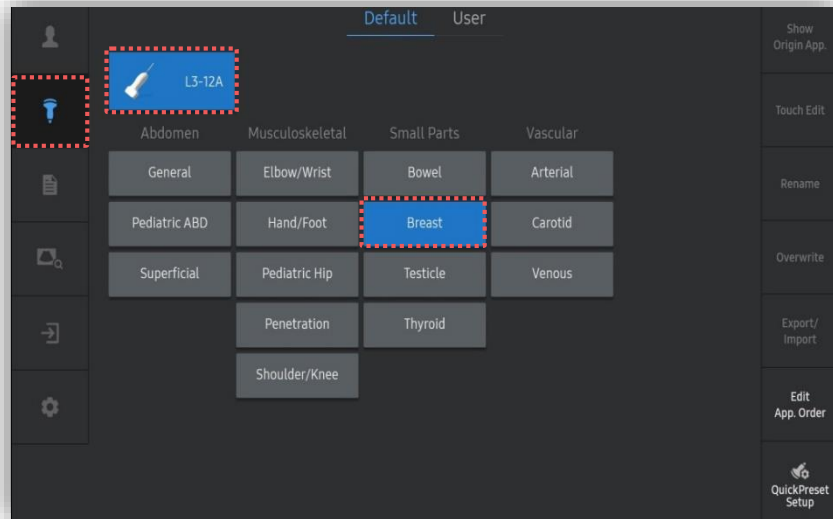 Default User
Show
Origin App.
L3-12A
Touch Edit
Abdomen Musculoskeletal Small Parts Vascular
General Elbow/Wrist Bowel Arterial
Rename
Pediatric ABD Hand/Foot Breast Carotid
Overwrite
Superficial Pediatric Hip Testicle Venous
Penetration Thyroid
Export/
Import
Shoulder/Knee
Edit
App. Order
QuickPreset
Setup